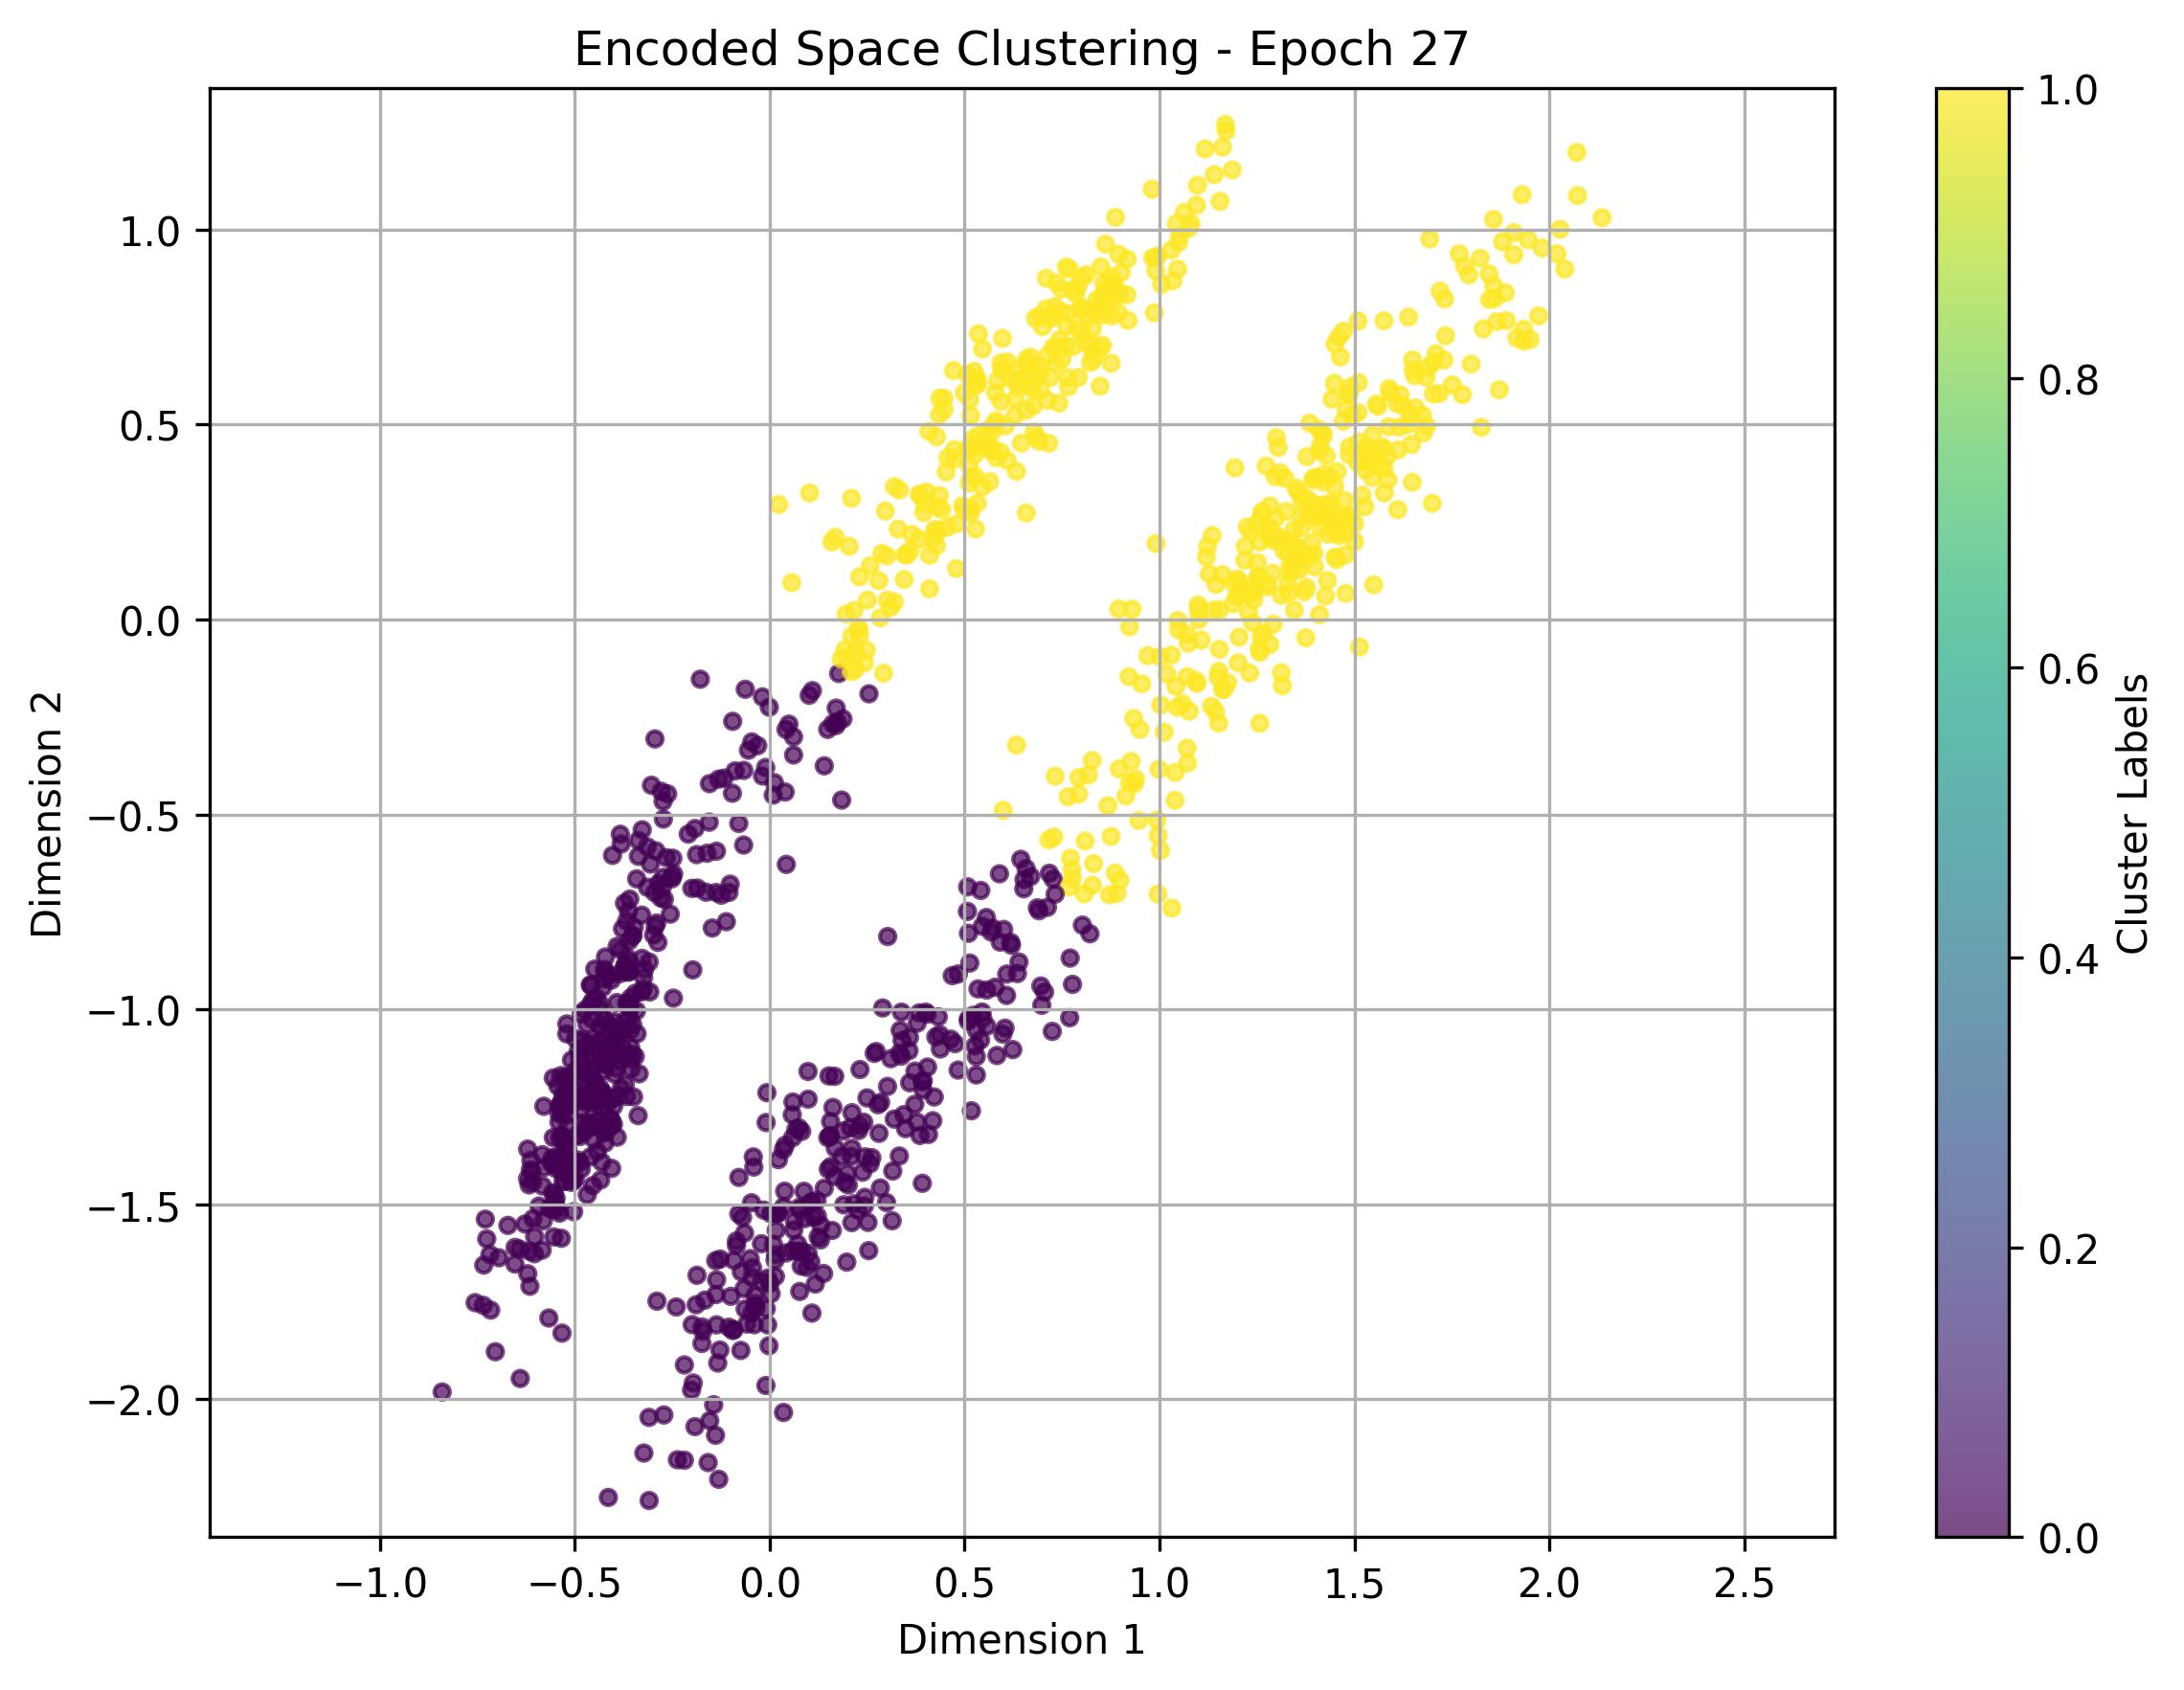 Encoded Space Clustering - Epoch 27
1.0
0.5
0.0
−0.5
−1.0
−1.5
−2.0
Dimension 2
−1.0 −0.5 0.0 0.5 1.0 1.5 2.0 2.5
Dimension 1
1.0
0.8
0.6
0.4
0.2
0.0
Cluster Labels